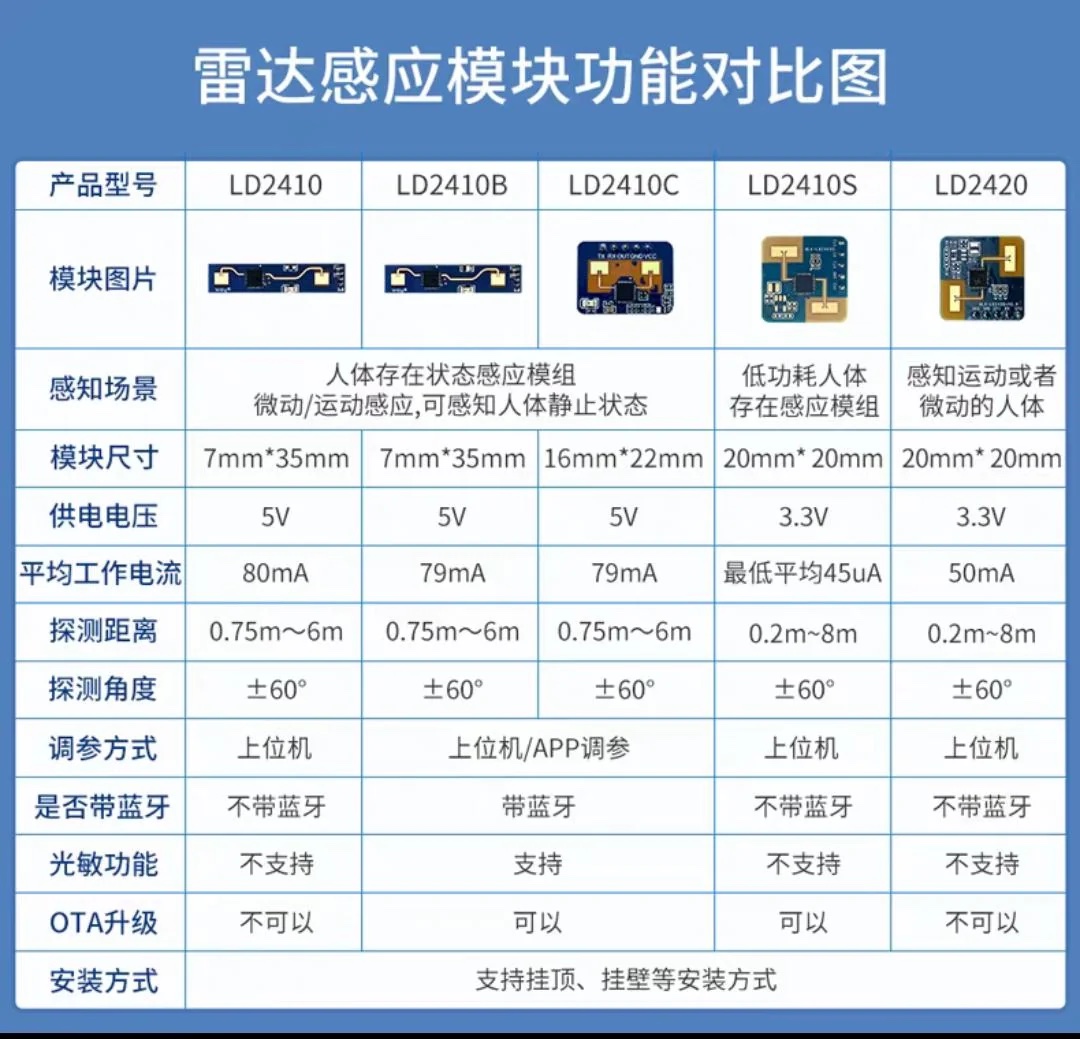 雷达感应模块功能对比图
产品型号 LD2410 LD2410B LD2410C LD2410S LD2420
模块图片
TX RX OUT GND VCC
感知场景 人体存在状态感应模组 低功耗人体 感知运动或者
微动/运动感应,可感知人体静止状态 存在感应模组 微动的人体
模块尺寸 7mm*35mm 7mm*35mm 16mm*22mm 20mm* 20mm 20mm* 20mm
供电电压 5V 5V 5V 3.3V 3.3V
平均工作电流 80mA 79mA 79mA 最低平均45uA 50mA
探测距离 0.75m～6m 0.75m～6m 0.75m～6m 0.2m~8m 0.2m~8m
探测角度 ±60° ±60° ±60° ±60° ±60°
调参方式 上位机 上位机/APP调参 上位机 上位机
是否带蓝牙 不带蓝牙 带蓝牙 不带蓝牙 不带蓝牙
光敏功能 不支持 支持 不支持 不支持
OTA升级 不可以 可以 可以 不可以
安装方式 支持挂顶、挂壁等安装方式